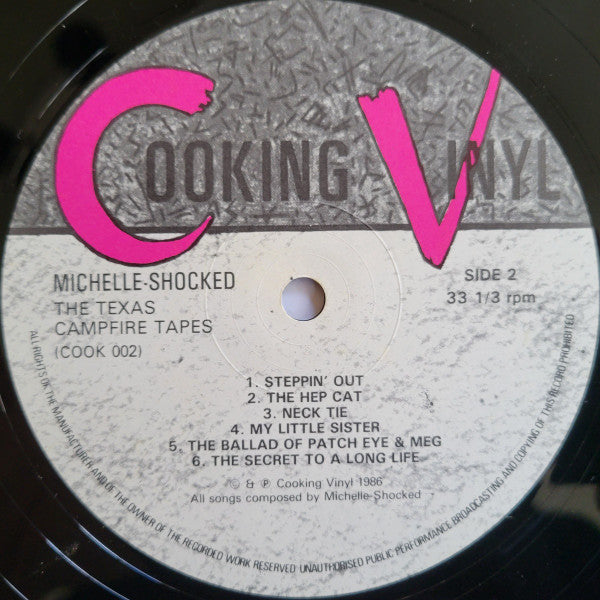 COOKING VINYL
MICHELLE-SHOCKED
THE TEXAS
CAMPFIRE TAPES
(COOK 002)
SIDE 2
33 1/3 rpm
1. STEPPIN' OUT
2. THE HEP CAT
3. NECK TIE
4. MY LITTLE SISTER
5. THE BALLAD OF PATCH EYE & MEG
6. THE SECRET TO A LONG LIFE
© & ℗ Cooking Vinyl 1986
All songs composed by Michelle-Shocked
ALL RIGHTS OF THE MANUFACTURER AND OF THE OWNER OF THE RECORDED WORK RESERVED UNAUTHORISED PUBLIC PERFORMANCE BROADCASTING AND COPYING OF THIS RECORD PROHIBITED